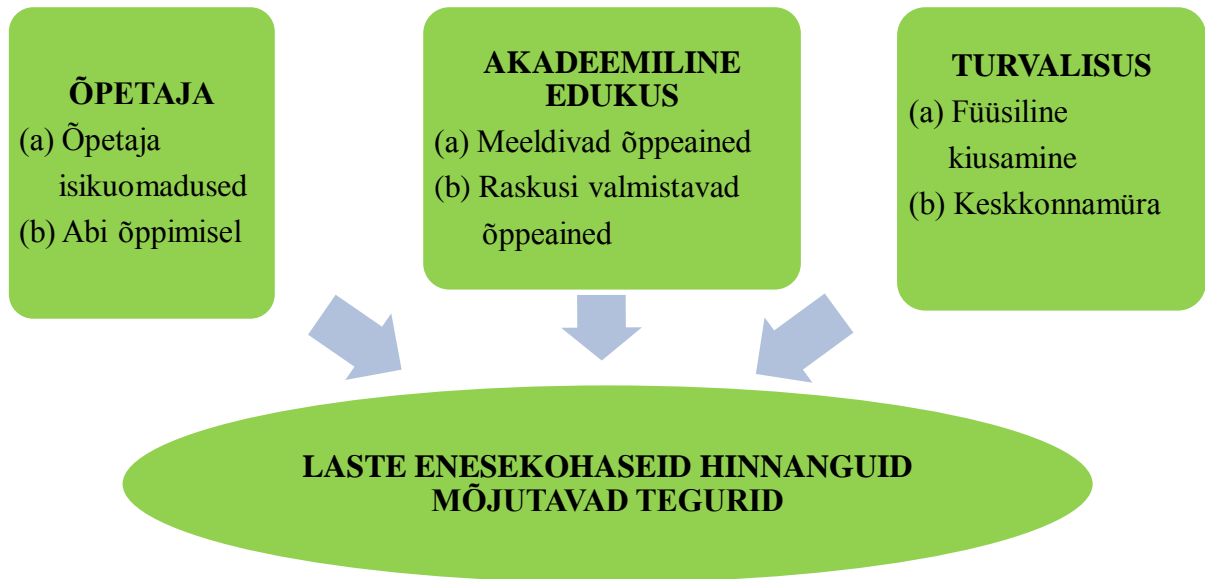 ÕPETAJA
(a) Õpetaja
isikuomadused
(b) Abi õppimisel
AKADEEMILINE
EDUKUS
(a) Meeldivad õppeained
(b) Raskusi valmistavad
õppeained
TURVALISUS
(a) Füüsiline
kiusamine
(b) Keskkonnamüra
LASTE ENESEKOHASEID HINNANGUID
MÕJUTAVAD TEGURID